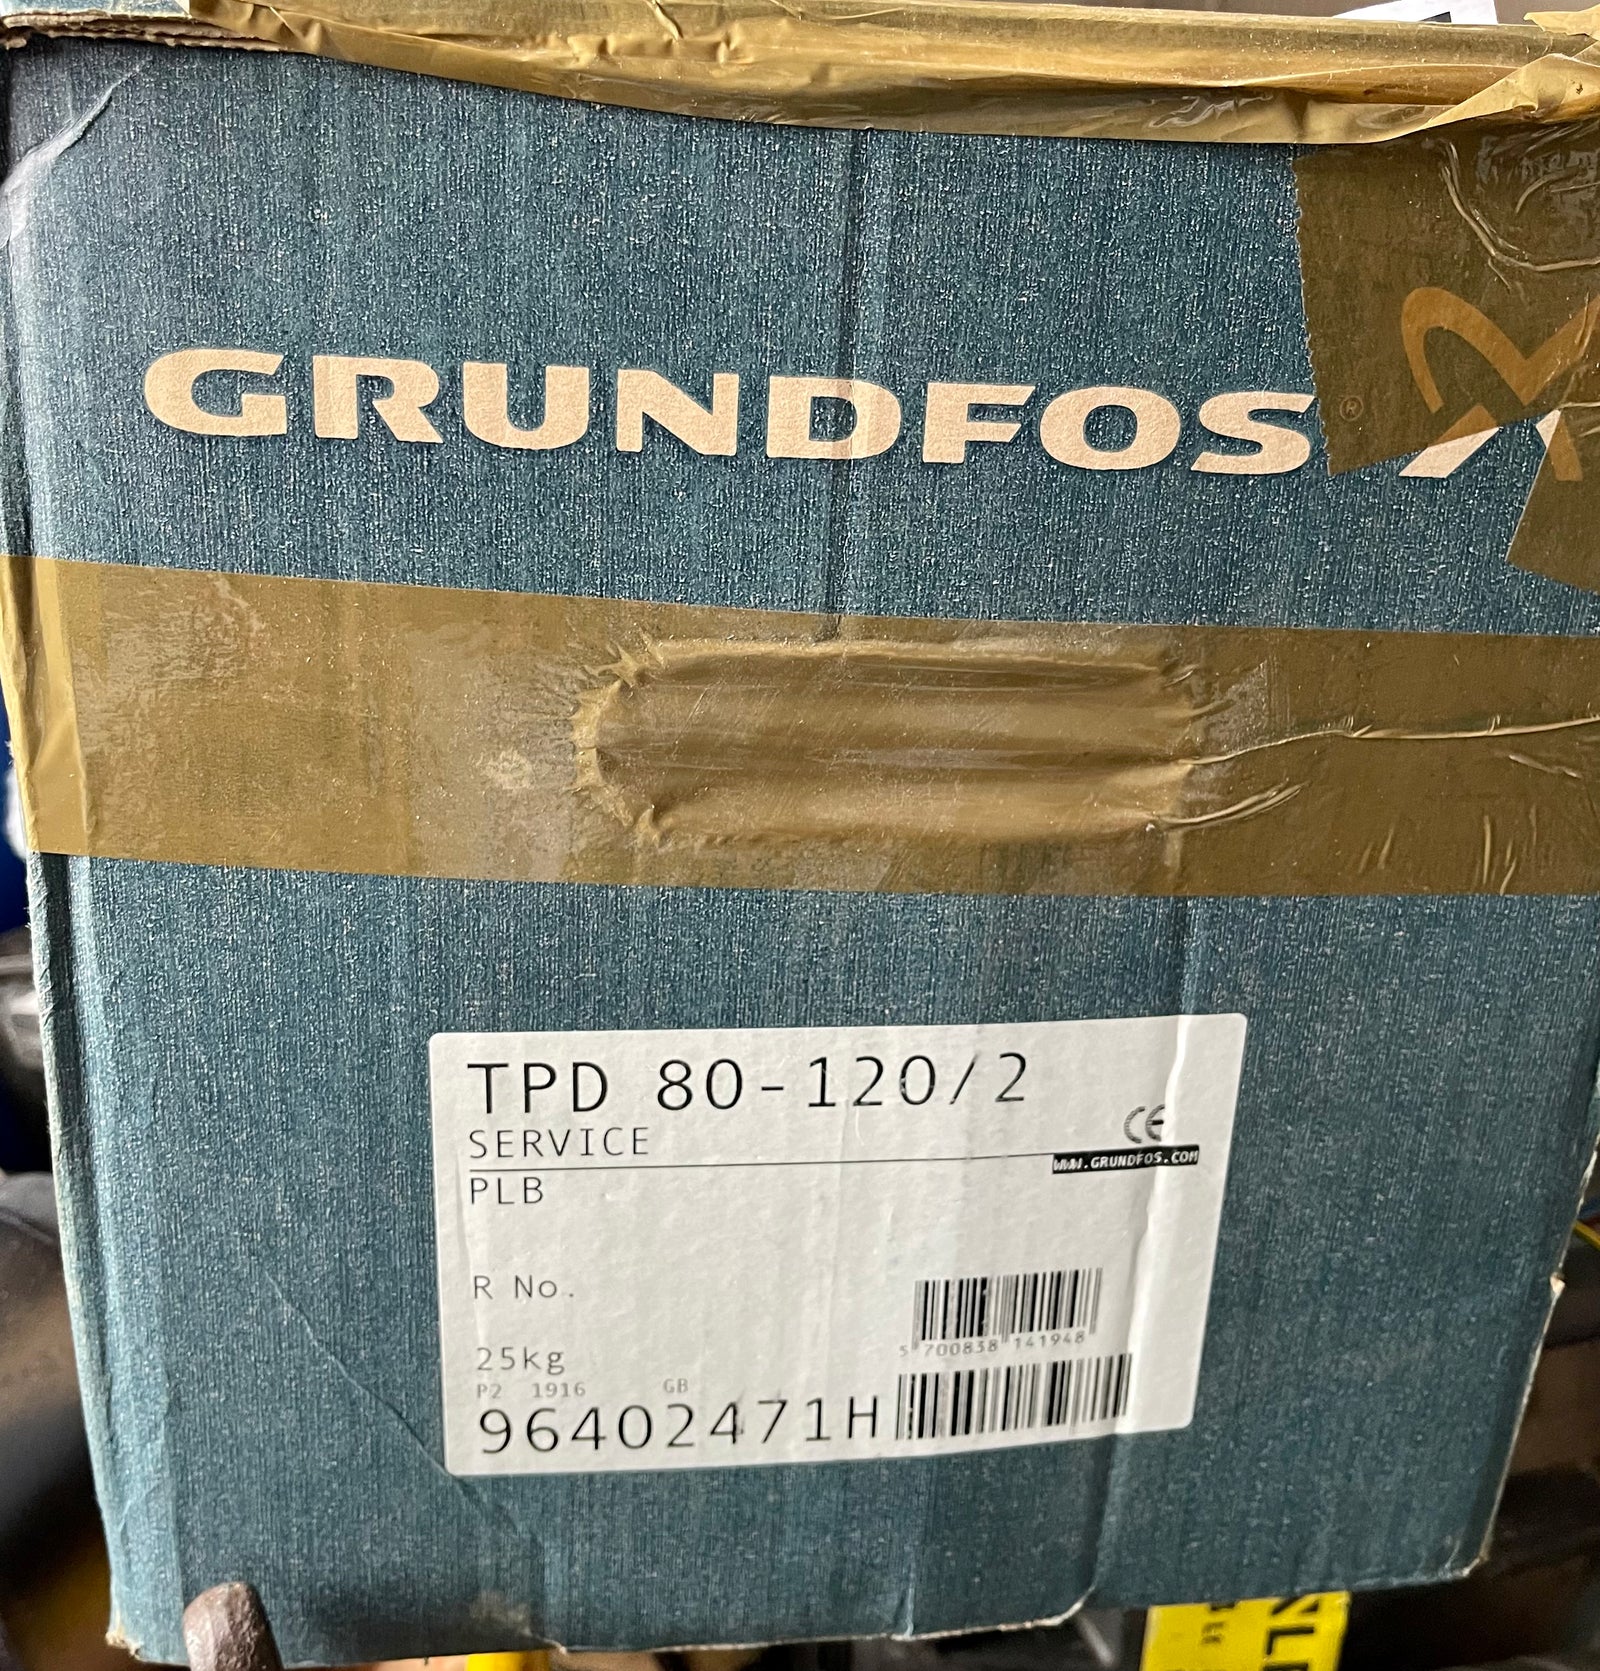 GRUNDFOS®
TPD 80-120/2
SERVICE
CE
WWW.GRUNDFOS.COM
PLB
R No.
5 700838 141948
25kg
P2 1916 GB
96402471H